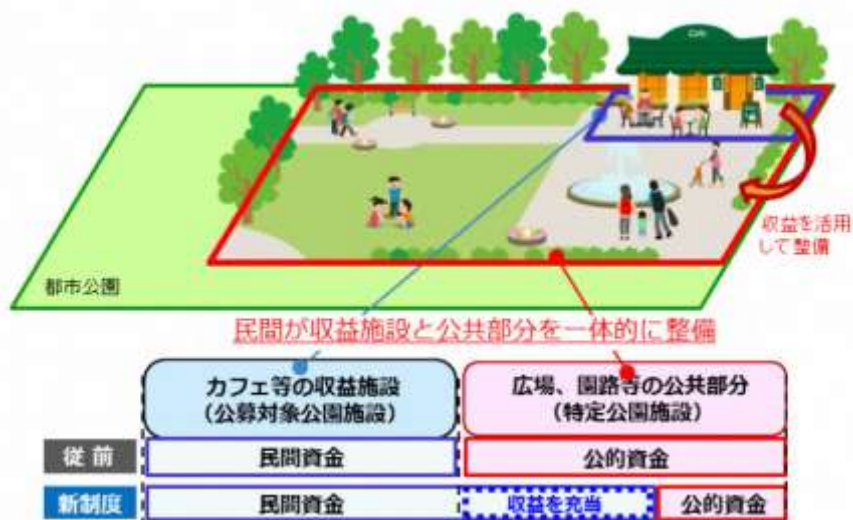 Cafe
収益を活用
して整備
都市公園
民間が収益施設と公共部分を一体的に整備
カフェ等の収益施設
(公募対象公園施設)
広場、園路等の公共部分
(特定公園施設)
従前
民間資金
公的資金
新制度
民間資金
収益を充当
公的資金